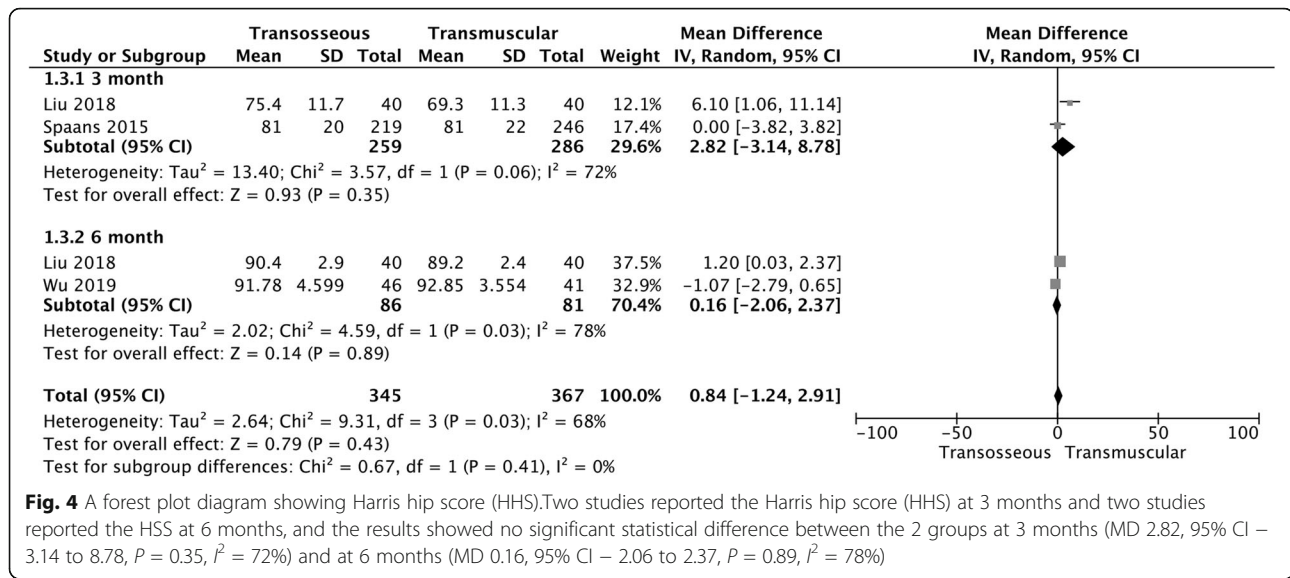 Transosseous Transmuscular Mean Difference Mean Difference
Study or Subgroup Mean SD Total Mean SD Total Weight IV, Random, 95% CI IV, Random, 95% CI
1.3.1 3 month
Liu 2018 75.4 11.7 40 69.3 11.3 40 12.1% 6.10 [1.06, 11.14]
Spaans 2015 81 20 219 81 22 246 17.4% 0.00 [−3.82, 3.82]
Subtotal (95% CI) 259 286 29.6% 2.82 [−3.14, 8.78]
Heterogeneity: Tau² = 13.40; Chi² = 3.57, df = 1 (P = 0.06); I² = 72%
Test for overall effect: Z = 0.93 (P = 0.35)
1.3.2 6 month
Liu 2018 90.4 2.9 40 89.2 2.4 40 37.5% 1.20 [0.03, 2.37]
Wu 2019 91.78 4.599 46 92.85 3.554 41 32.9% −1.07 [−2.79, 0.65]
Subtotal (95% CI) 86 81 70.4% 0.16 [−2.06, 2.37]
Heterogeneity: Tau² = 2.02; Chi² = 4.59, df = 1 (P = 0.03); I² = 78%
Test for overall effect: Z = 0.14 (P = 0.89)
Total (95% CI) 345 367 100.0% 0.84 [−1.24, 2.91]
Heterogeneity: Tau² = 2.64; Chi² = 9.31, df = 3 (P = 0.03); I² = 68%
Test for overall effect: Z = 0.79 (P = 0.43)
Test for subgroup differences: Chi² = 0.67, df = 1 (P = 0.41), I² = 0%
−100 −50 0 50 100
Transosseous Transmuscular
Fig. 4 A forest plot diagram showing Harris hip score (HHS).Two studies reported the Harris hip score (HHS) at 3 months and two studies
reported the HSS at 6 months, and the results showed no significant statistical difference between the 2 groups at 3 months (MD 2.82, 95% CI −
3.14 to 8.78, P = 0.35, I² = 72%) and at 6 months (MD 0.16, 95% CI − 2.06 to 2.37, P = 0.89, I² = 78%)